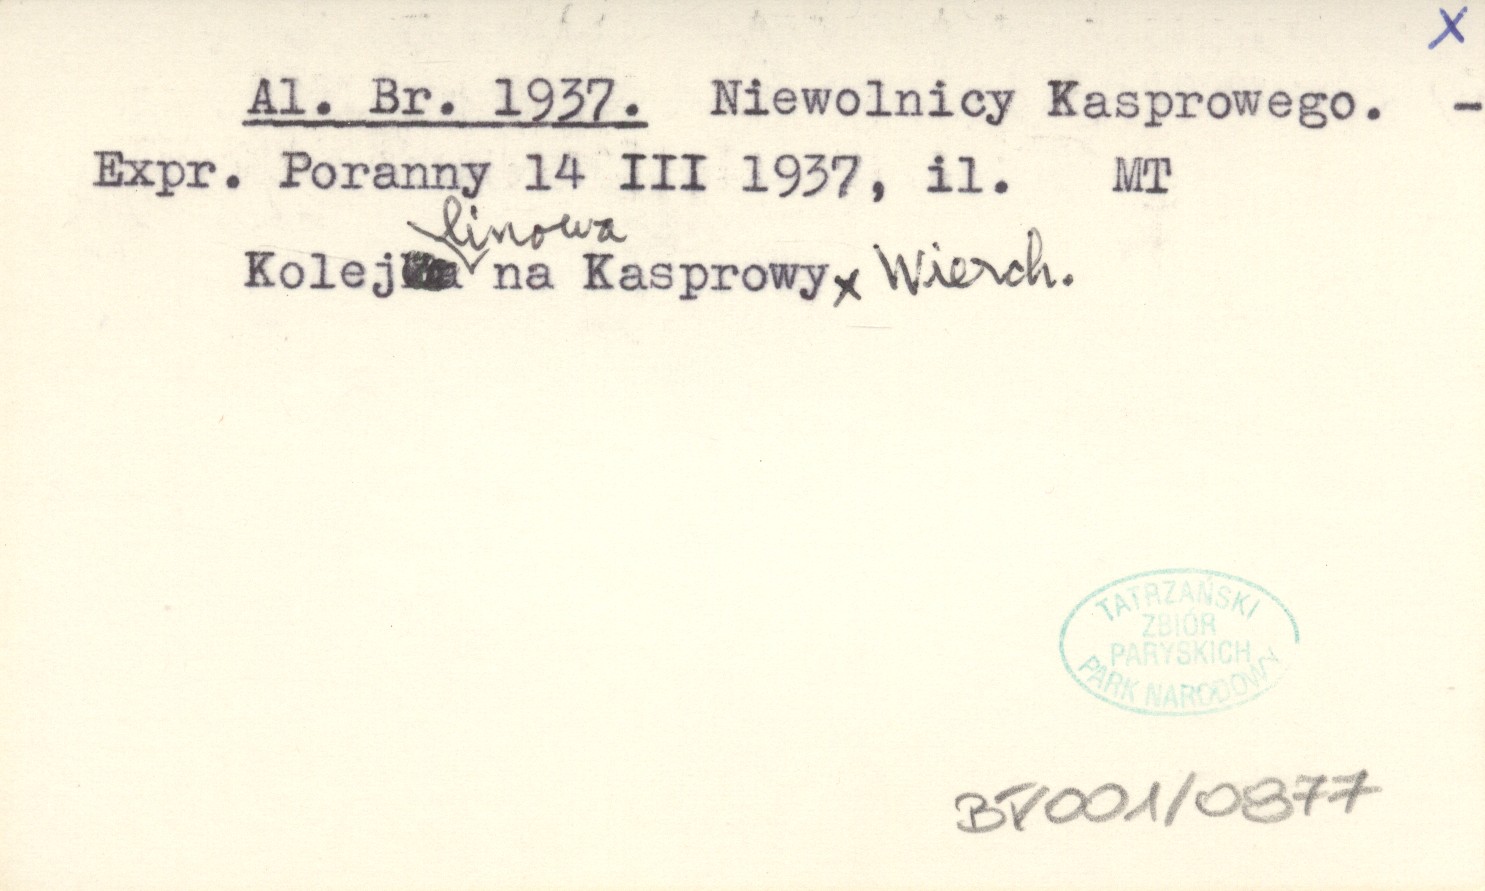 X
Al. Br. 1937. Niewolnicy Kasprowego. -
Expr. Poranny 14 III 1937, il. MT
linowa
Kolej na Kasprowy Wierch.
TATRZAŃSKI
ZBIÓR
PARYSKICH
PARK NARODOWY
BT001/0877